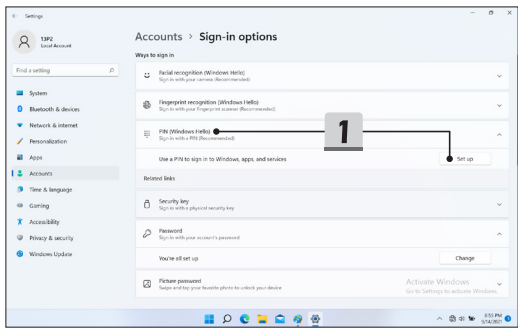 Settings
13P2
Local Account
Find a setting
System
Bluetooth & devices
Network & internet
Personalization
Apps
Accounts
Time & language
Gaming
Accessibility
Privacy & security
Windows Update
Accounts > Sign-in options
Ways to sign in
Facial recognition (Windows Hello)
Sign in with your camera (Recommended)
Fingerprint recognition (Windows Hello)
Sign in with your fingerprint scanner (Recommended)
PIN (Windows Hello)
Sign in with a PIN (Recommended)
1
Use a PIN to sign in to Windows, apps, and services
Set up
Related links
Security key
Sign in with a physical security key
Password
Sign in with your account's password
You're all set up
Change
Picture password
Swipe and tap your favorite photo to unlock your device
Activate Windows
Go to Settings to activate Windows.
6:55 PM
9/14/2021